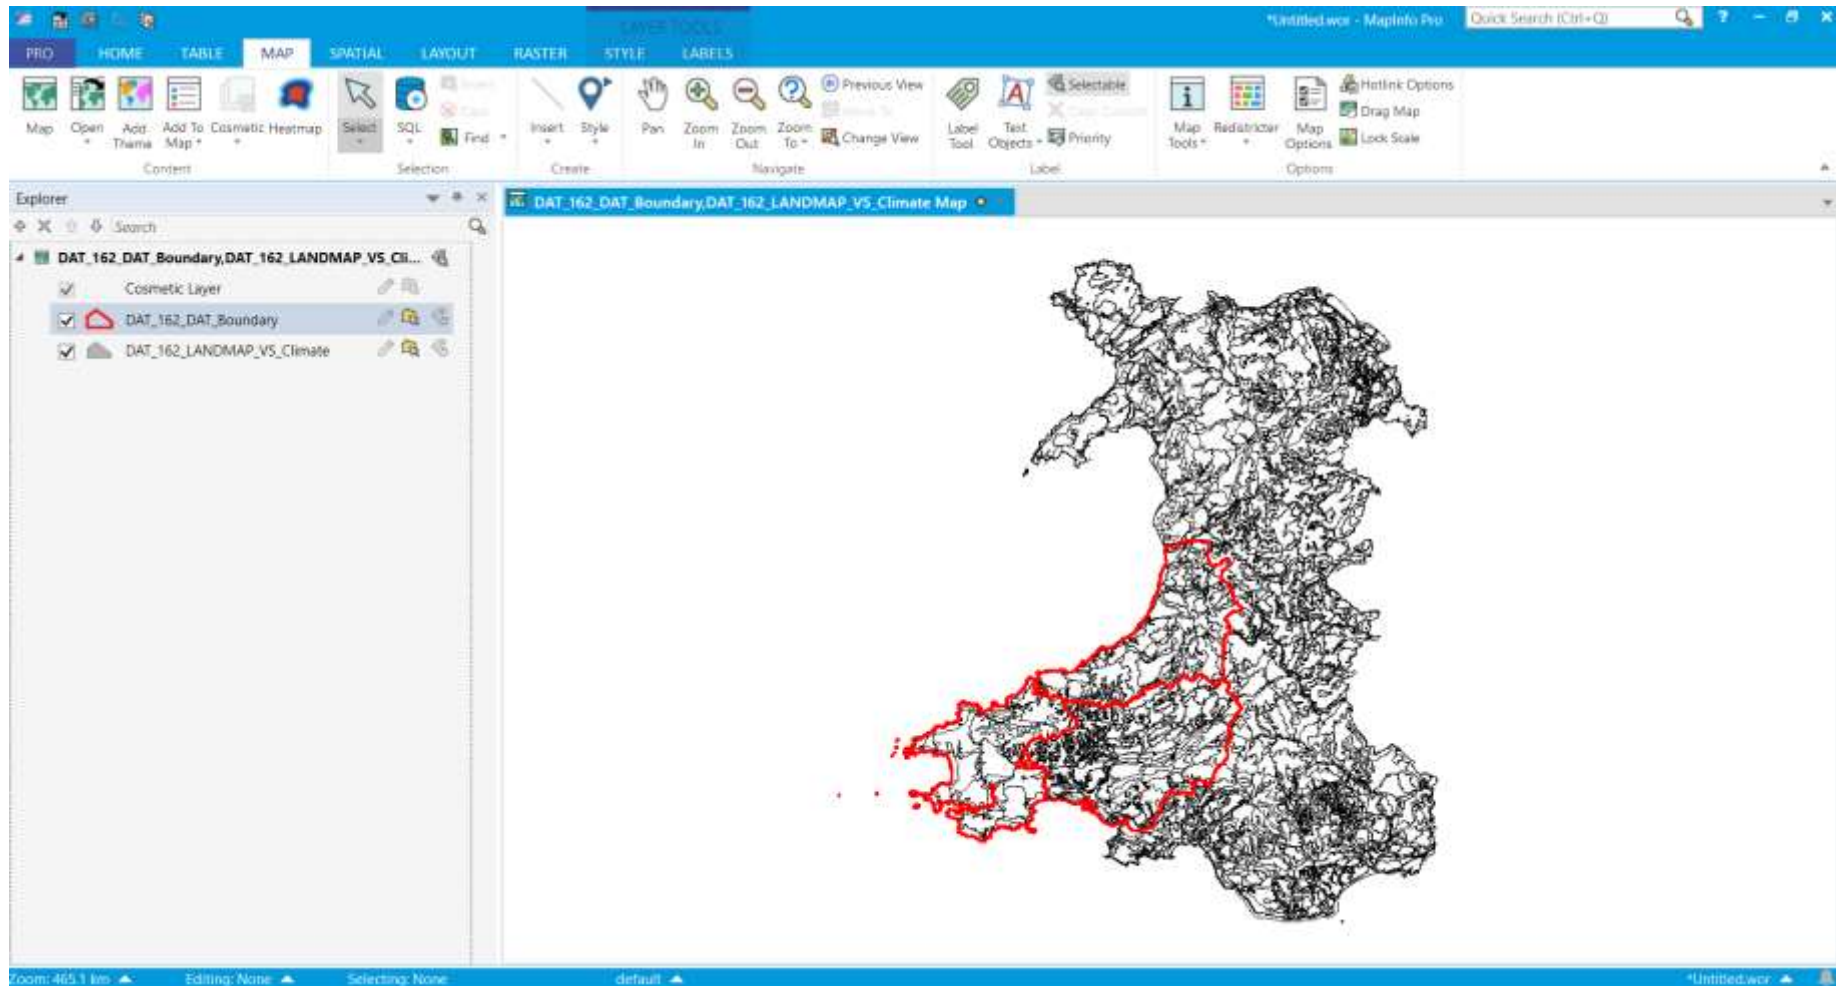 LAYER TOOLS
*Untitled.wor - MapInfo Pro
Quick Search (Ctrl+Q)
?
PRO HOME TABLE MAP SPATIAL LAYOUT RASTER STYLE LABELS
Map
Open
Add Theme
Add To Map
Cosmetic
Heatmap
Content
Select
SQL
Find
Selection
Insert
Style
Create
Pan
Zoom In
Zoom Out
Zoom To
Previous View
Change View
Navigate
Label Tool
Text Objects
Selectable
Priority
Label
Map Tools
Redistricter
Map Options
Hotlink Options
Drag Map
Lock Scale
Options
Explorer
Search
DAT_162_DAT_Boundary,DAT_162_LANDMAP_VS_Cli...
Cosmetic Layer
DAT_162_DAT_Boundary
DAT_162_LANDMAP_VS_Climate
DAT_162_DAT_Boundary,DAT_162_LANDMAP_VS_Climate Map
Zoom: 465.1 km
Editing: None
Selecting: None
default
*Untitled.wor